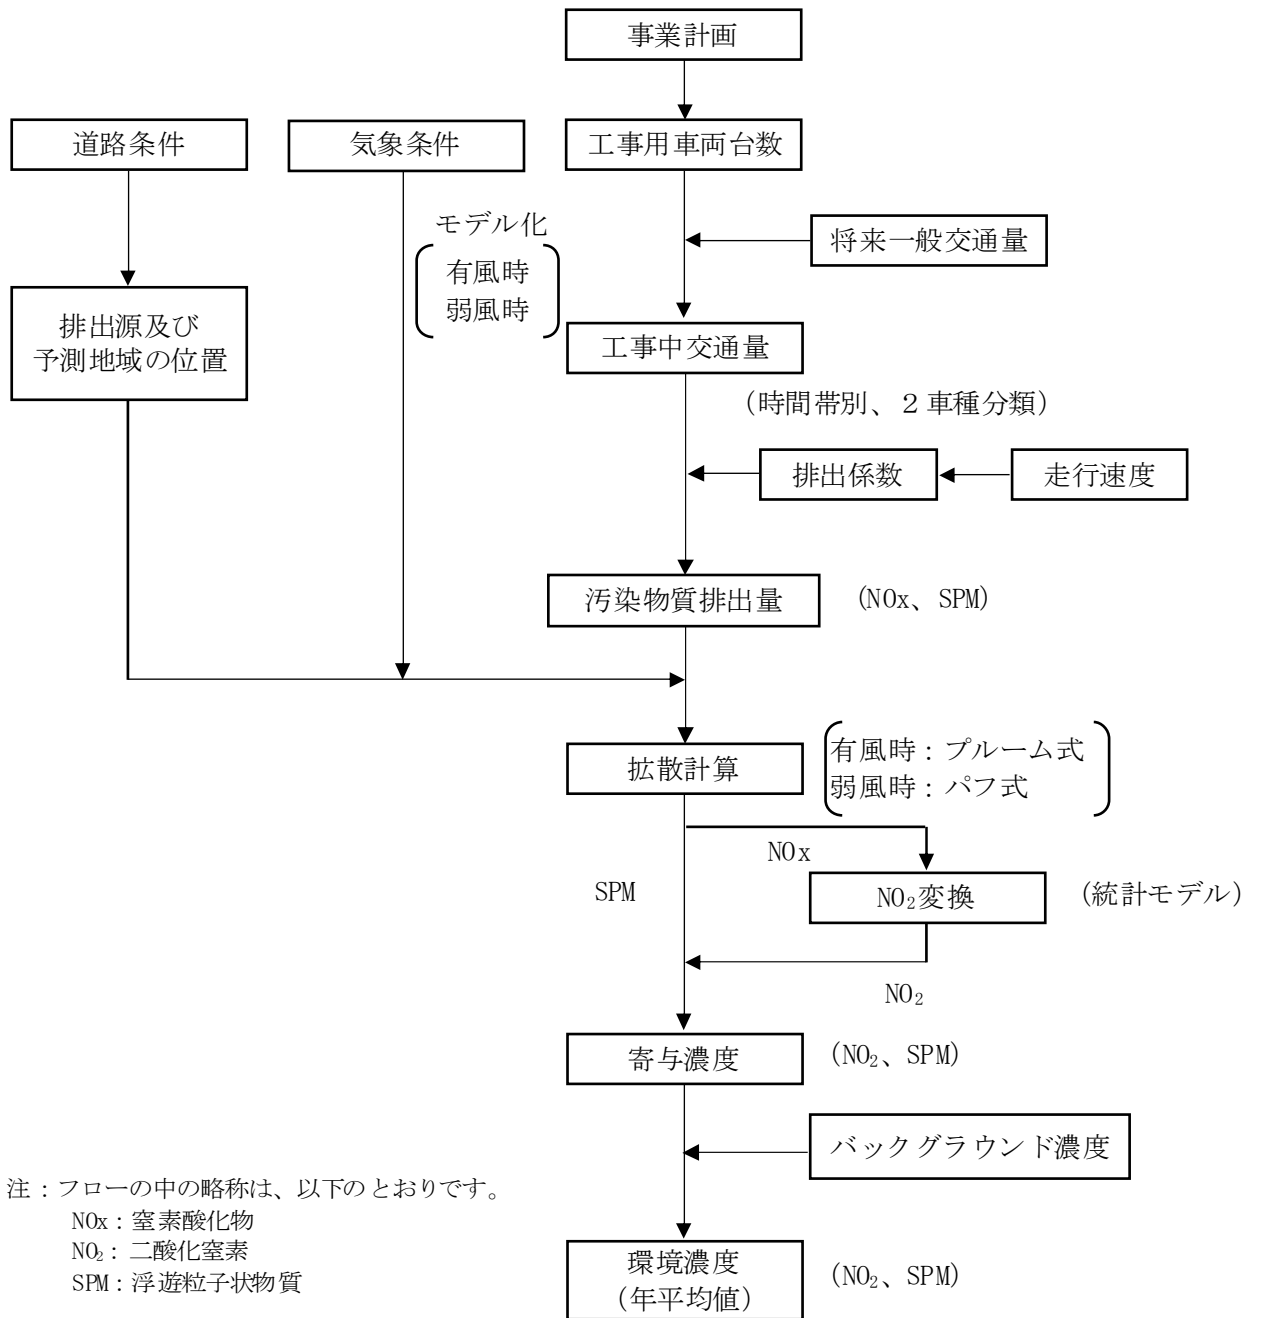 事業計画
道路条件
気象条件
工事用車両台数
モデル化
有風時
弱風時
将来一般交通量
排出源及び
予測地域の位置
工事中交通量
（時間帯別、２車種分類）
排出係数
走行速度
汚染物質排出量
(NOx、SPM)
拡散計算
有風時：プルーム式
弱風時：パフ式
NOx
SPM
NO₂変換
（統計モデル）
NO₂
寄与濃度
(NO₂、SPM)
バックグラウンド濃度
注：フローの中の略称は、以下のとおりです。
NOx：窒素酸化物
NO₂：二酸化窒素
SPM：浮遊粒子状物質
環境濃度
（年平均値）
(NO₂、SPM)